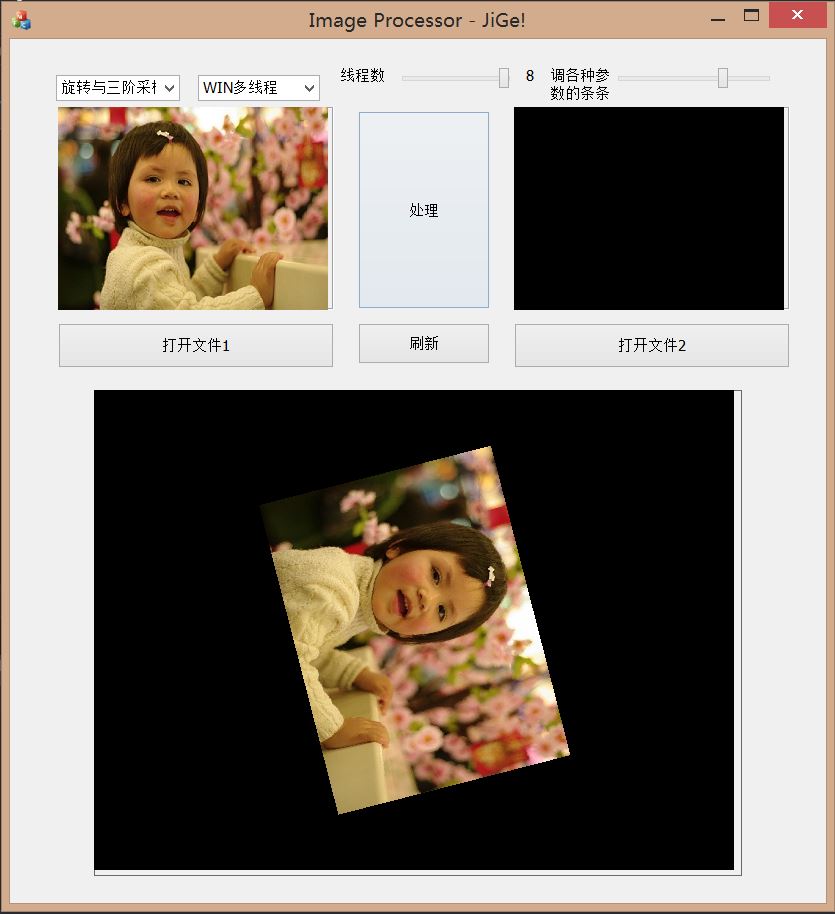 Image Processor - JiGe!
旋转与三阶采样
WIN多线程
线程数
8
调各种参
数的条条
处理
打开文件1
刷新
打开文件2